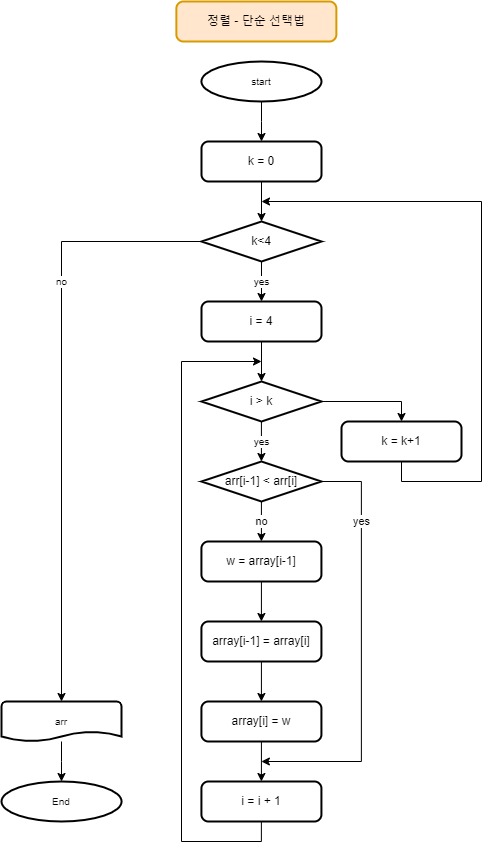 정렬 - 단순 선택법
start
k = 0
k<4
no
yes
i = 4
i > k
k = k+1
yes
arr[i-1] < arr[i]
no
yes
w = array[i-1]
array[i-1] = array[i]
arr
array[i] = w
End
i = i + 1